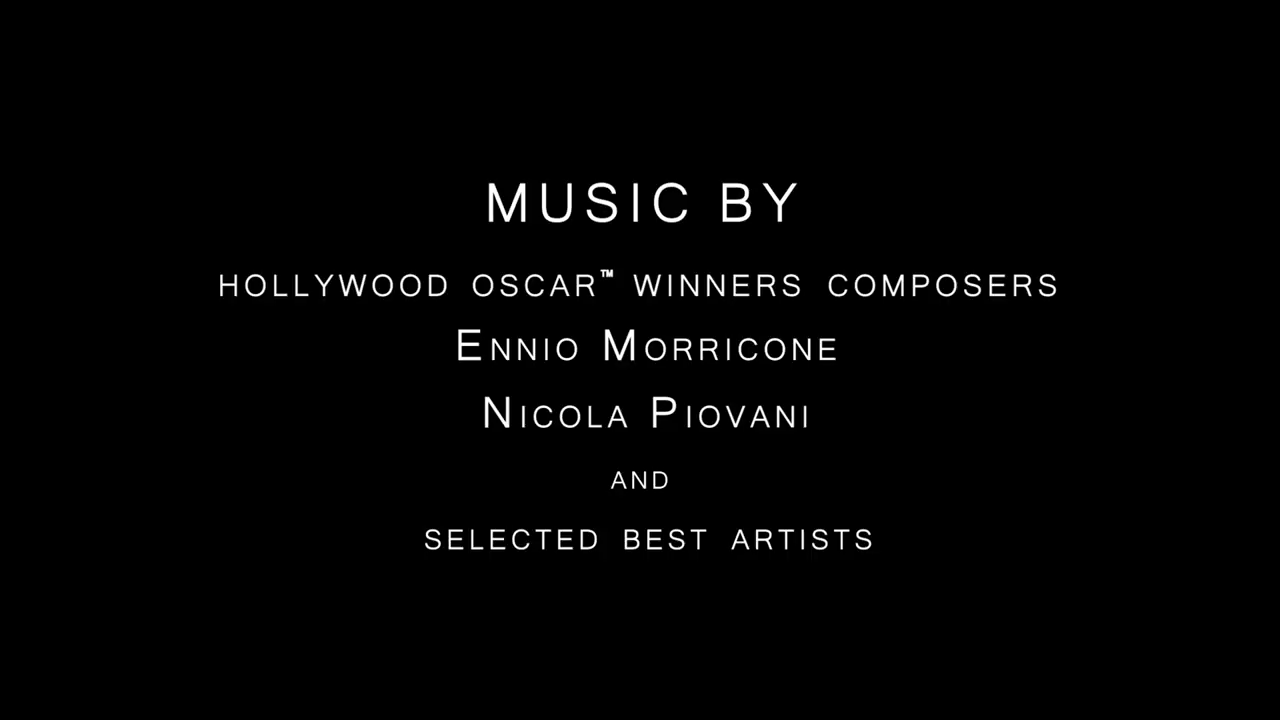 MUSIC BY
HOLLYWOOD OSCAR™ WINNERS COMPOSERS
ENNIO MORRICONE
NICOLA PIOVANI
AND
SELECTED BEST ARTISTS